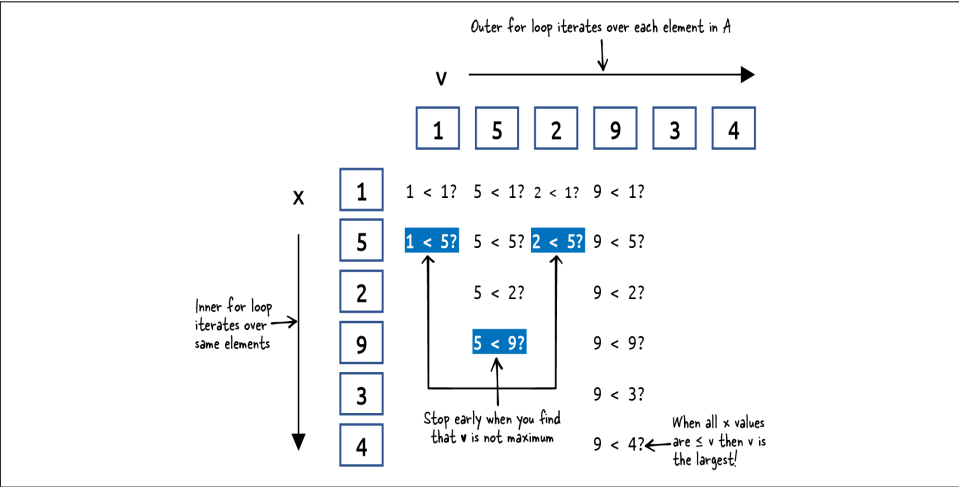 Outer for loop iterates over each element in A
v
1 5 2 9 3 4
x
1 1 < 1? 5 < 1? 2 < 1? 9 < 1?
5 1 < 5? 5 < 5? 2 < 5? 9 < 5?
2 5 < 2? 9 < 2?
Inner for loop
iterates over
same elements
9 5 < 9? 9 < 9?
3 9 < 3?
Stop early when you find
that v is not maximum
4 9 < 4?
When all x values
are ≤ v then v is
the largest!